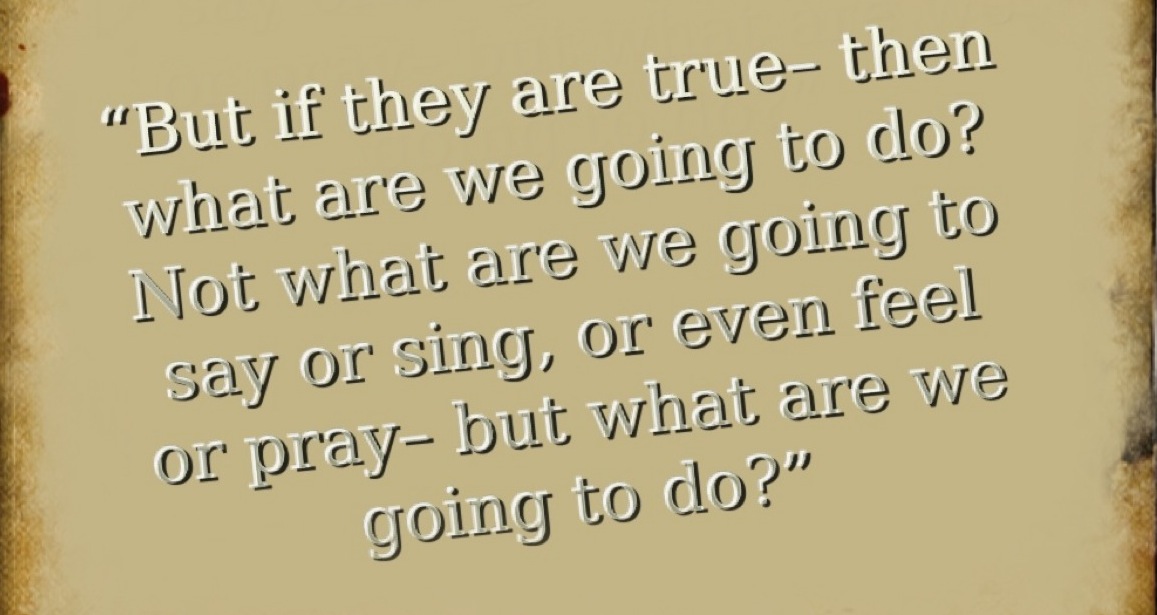 “But if they are true– then
what are we going to do?
Not what are we going to
say or sing, or even feel
or pray– but what are we
going to do?”